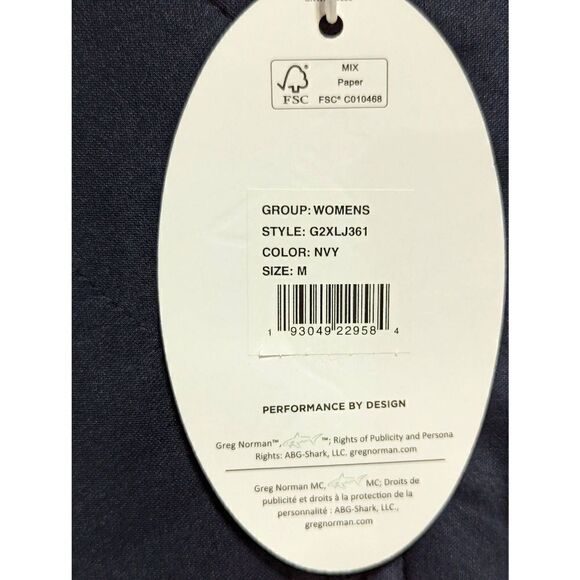 MIX
Paper
FSC
FSC® C010468
GROUP: WOMENS
STYLE: G2XLJ361
COLOR: NVY
SIZE: M
1 93049 22958 4
PERFORMANCE BY DESIGN
Greg Norman™, ™; Rights of Publicity and Persona
Rights: ABG-Shark, LLC. gregnorman.com
Greg Norman MC, MC; Droits de
publicité et droits à la protection de la
personnalité : ABG-Shark, LLC.,
gregnorman.com